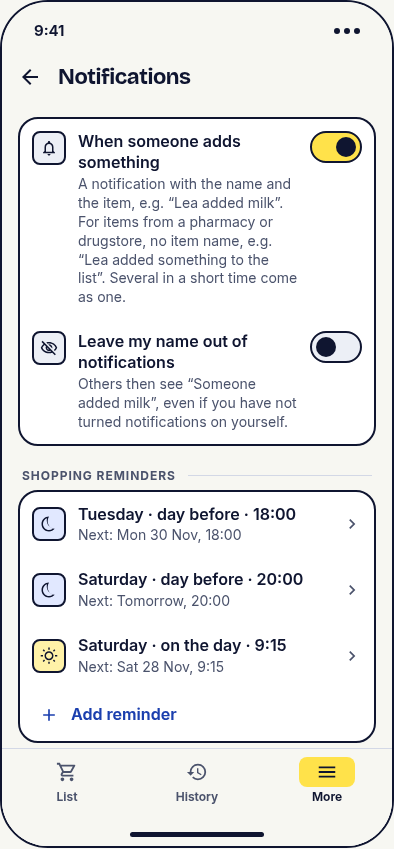 9:41
Notifications
When someone adds
something
A notification with the name and
the item, e.g. “Lea added milk”.
For items from a pharmacy or
drugstore, no item name, e.g.
“Lea added something to the
list”. Several in a short time come
as one.
Leave my name out of
notifications
Others then see “Someone
added milk”, even if you have not
turned notifications on yourself.
SHOPPING REMINDERS
Tuesday · day before · 18:00
Next: Mon 30 Nov, 18:00
Saturday · day before · 20:00
Next: Tomorrow, 20:00
Saturday · on the day · 9:15
Next: Sat 28 Nov, 9:15
Add reminder
List
History
More